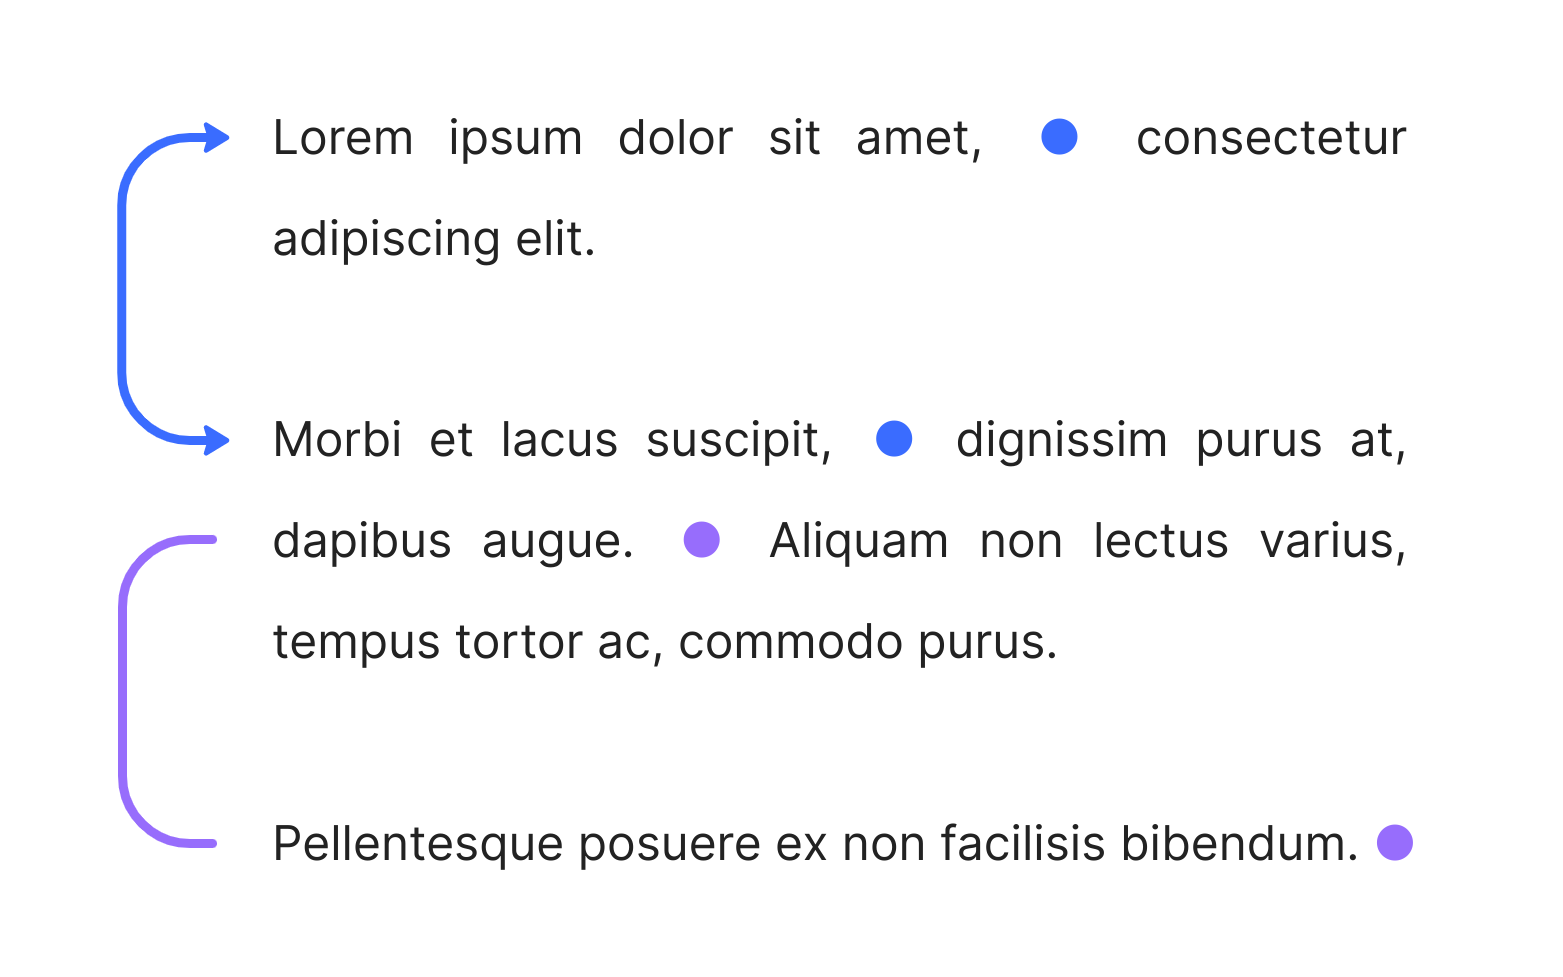 Lorem ipsum dolor sit amet, consectetur
adipiscing elit.
Morbi et lacus suscipit, dignissim purus at,
dapibus augue. Aliquam non lectus varius,
tempus tortor ac, commodo purus.
Pellentesque posuere ex non facilisis bibendum.